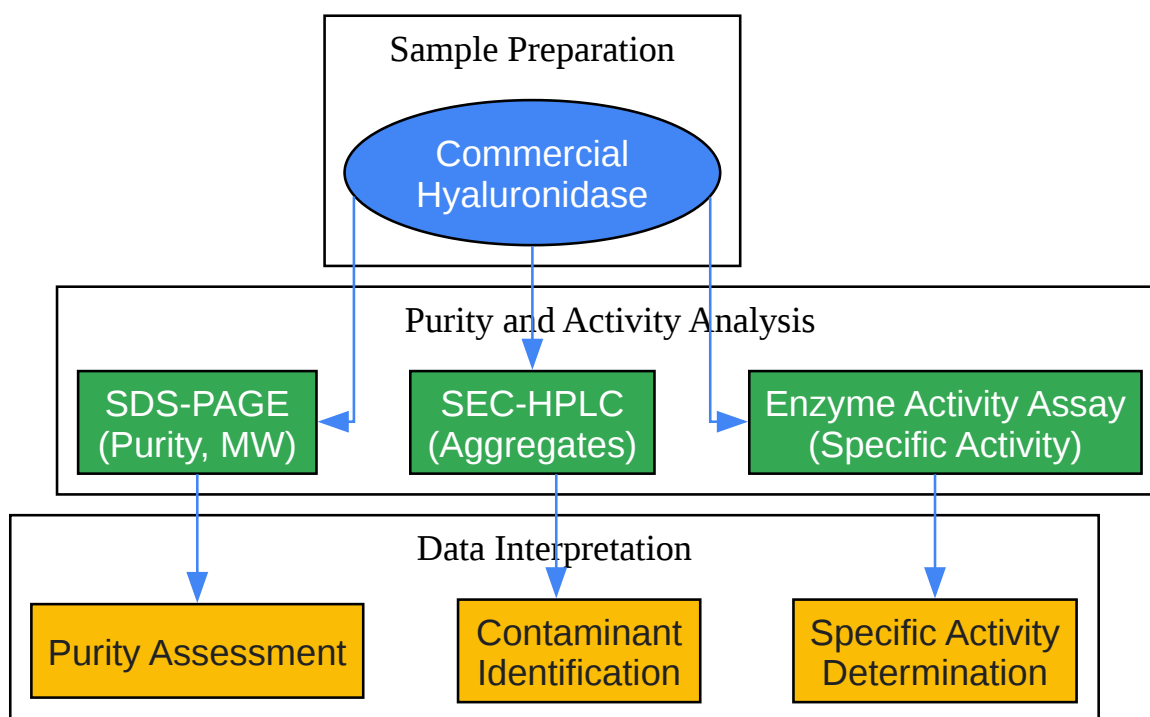 Sample Preparation
Commercial
Hyaluronidase
Purity and Activity Analysis
SDS-PAGE
(Purity, MW)
SEC-HPLC
(Aggregates)
Enzyme Activity Assay
(Specific Activity)
Data Interpretation
Purity Assessment
Contaminant
Identification
Specific Activity
Determination